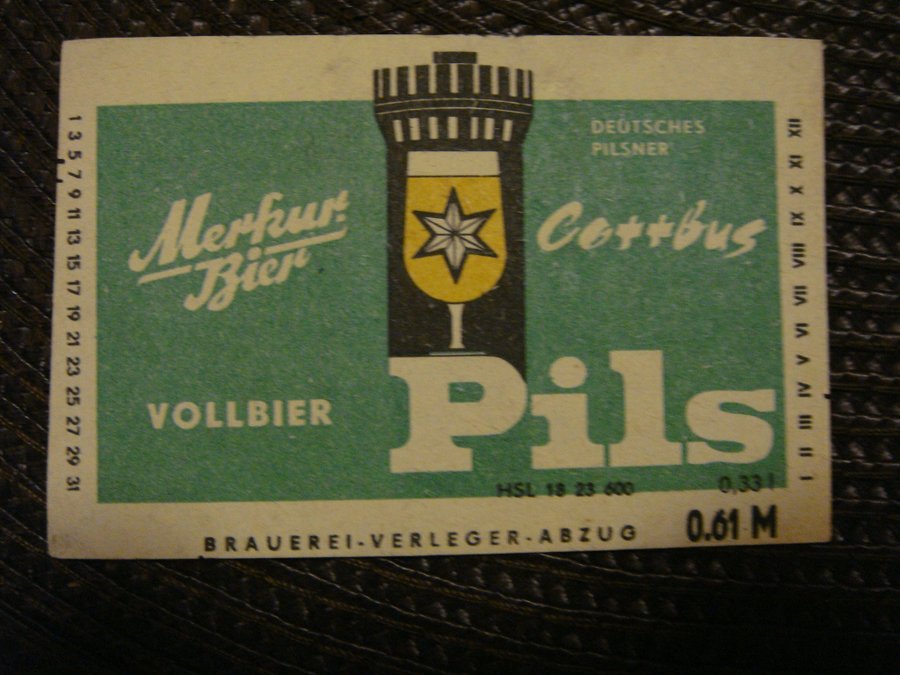 1 3 5 7 9 11 13 15 17 19 21 23 25 27 29 31
DEUTSCHES
PILSNER
Merkur-
Bier
Cottbus
VOLLBIER
Pils
HSL 18 23 600
0,33 l
BRAUEREI-VERLEGER-ABZUG
0.61 M
I II III IV V VI VII VIII IX X XI XII